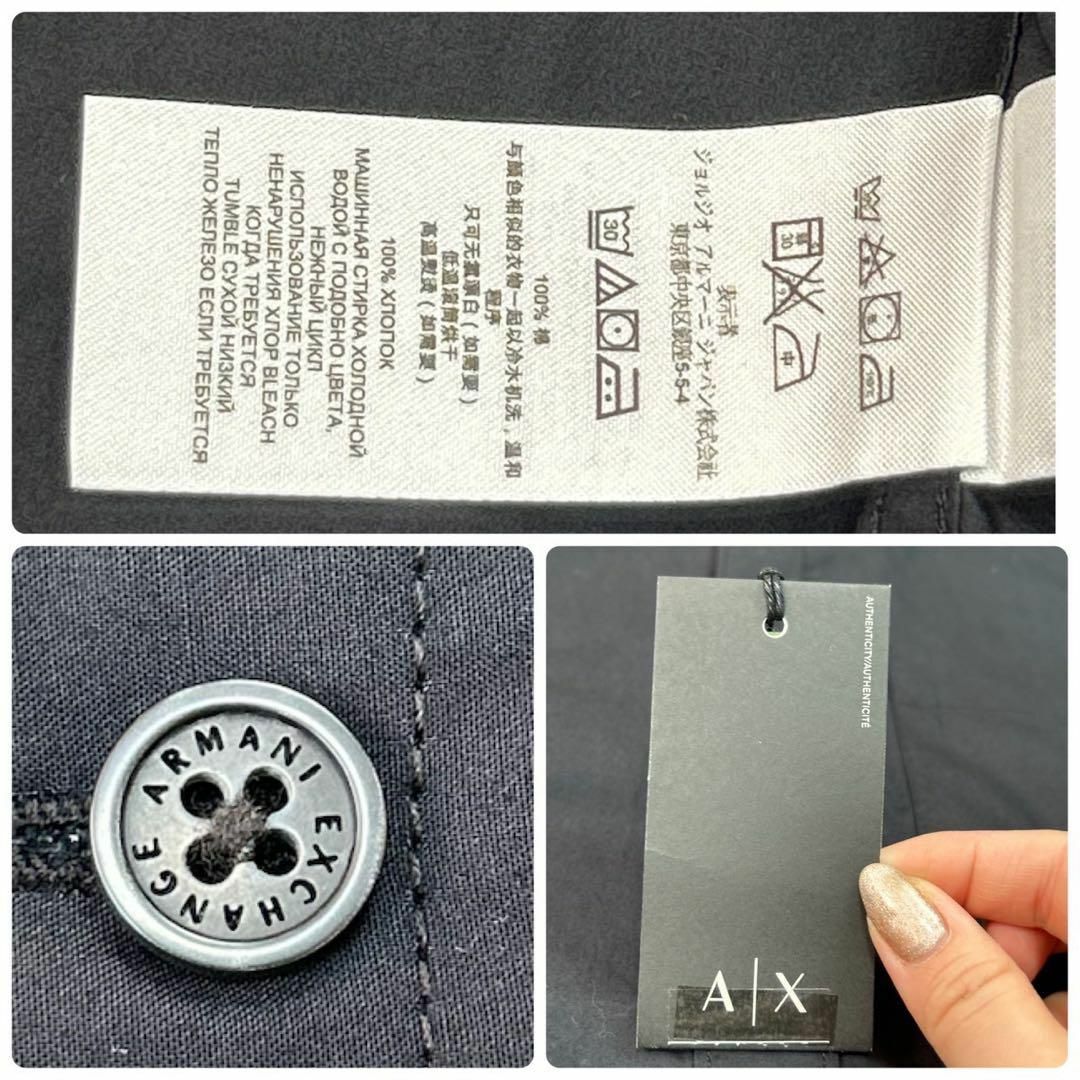 弱
30
中
表示者
ジョルジオ アルマーニ ジャパン株式会社
東京都中央区銀座5-5-4
30
100% 棉
与颜色相似的衣物一起以冷水机洗，温和
程序
只可无氯漂白（如需要）
低温滚筒烘干
高温熨烫（如需要）
100% ХЛОПОК
МАШИННАЯ СТИРКА ХОЛОДНОЙ
ВОДОЙ С ПОДОБНО ЦВЕТА,
НЕЖНЫЙ ЦИКЛ
ИСПОЛЬЗОВАНИЕ ТОЛЬКО
НЕНАРУШЕНИЯ ХЛОР BLEACH
КОГДА ТРЕБУЕТСЯ
TUMBLE СУХОЙ НИЗКИЙ
ТЕПЛО ЖЕЛЕЗО ЕСЛИ ТРЕБУЕТСЯ
ARMANI EXCHANGE
AUTHENTICITY/AUTHENTICITÉ
A|X